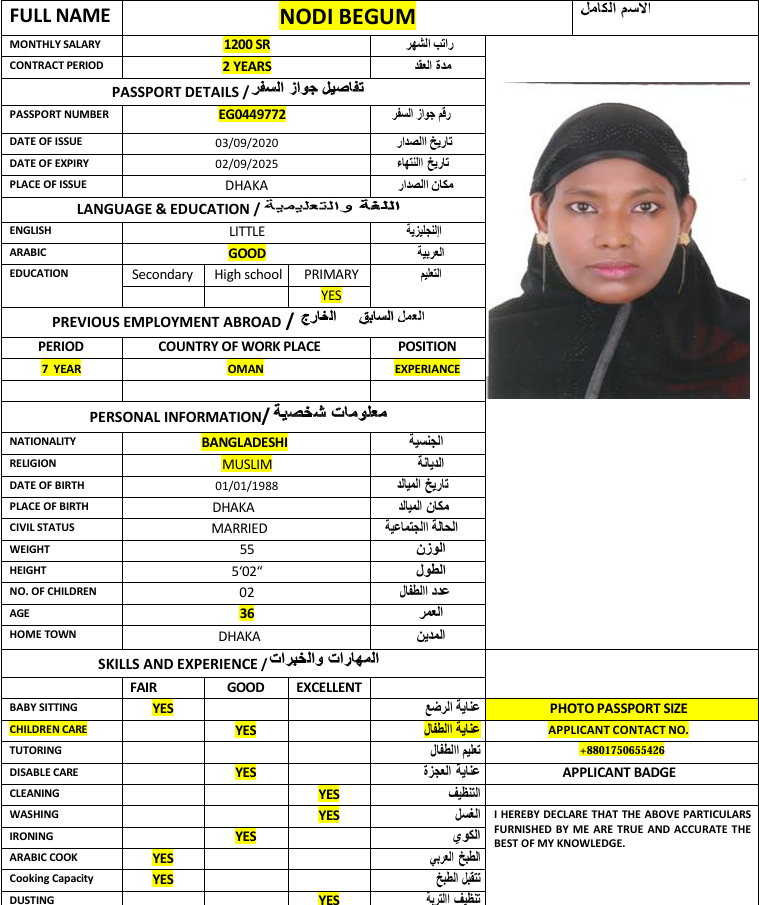 FULL NAME NODI BEGUM الاسم الكامل
MONTHLY SALARY 1200 SR راتب الشهر
CONTRACT PERIOD 2 YEARS مدة العقد
PASSPORT DETAILS / تفاصيل جواز السفر
PASSPORT NUMBER EG0449772 رقم جواز السفر
DATE OF ISSUE 03/09/2020 تاريخ االصدار
DATE OF EXPIRY 02/09/2025 تاريخ االنتهاء
PLACE OF ISSUE DHAKA مكان االصدار
LANGUAGE & EDUCATION / اللغة والتعليمية
ENGLISH LITTLE االنجليزية
ARABIC GOOD العربية
EDUCATION Secondary High school PRIMARY التعليم
YES
PREVIOUS EMPLOYMENT ABROAD / العمل السابق الخارج
PERIOD COUNTRY OF WORK PLACE POSITION
7 YEAR OMAN EXPERIANCE
PERSONAL INFORMATION/ معلومات شخصية
NATIONALITY BANGLADESHI الجنسية
RELIGION MUSLIM الديانة
DATE OF BIRTH 01/01/1988 تاريخ الميالد
PLACE OF BIRTH DHAKA مكان الميالد
CIVIL STATUS MARRIED الحالة االجتماعية
WEIGHT 55 الوزن
HEIGHT 5'02" الطول
NO. OF CHILDREN 02 عدد االطفال
AGE 36 العمر
HOME TOWN DHAKA المدين
SKILLS AND EXPERIENCE / المهارات والخبرات
FAIR GOOD EXCELLENT
BABY SITTING YES عناية الرضع PHOTO PASSPORT SIZE
CHILDREN CARE YES عناية االطفال APPLICANT CONTACT NO.
TUTORING تعليم االطفال +8801750655426
DISABLE CARE YES عناية العجزة APPLICANT BADGE
CLEANING YES التنظيف
WASHING YES الغسل
IRONING YES الكوي
ARABIC COOK YES الطبخ العربي
Cooking Capacity YES تتقبل الطبخ
DUSTING YES تنظيف االتربة
I HEREBY DECLARE THAT THE ABOVE PARTICULARS
FURNISHED BY ME ARE TRUE AND ACCURATE THE
BEST OF MY KNOWLEDGE.